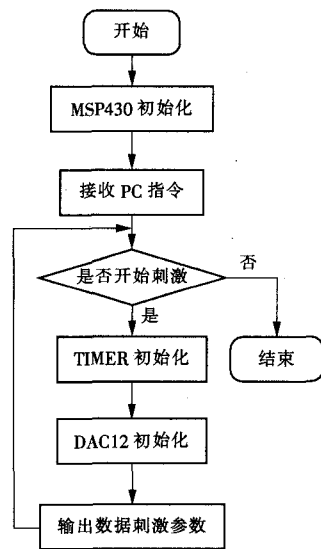 开始
MSP430 初始化
接收 PC 指令
是否开始刺激
否
是
TIMER 初始化
结束
DAC12 初始化
输出数据刺激参数